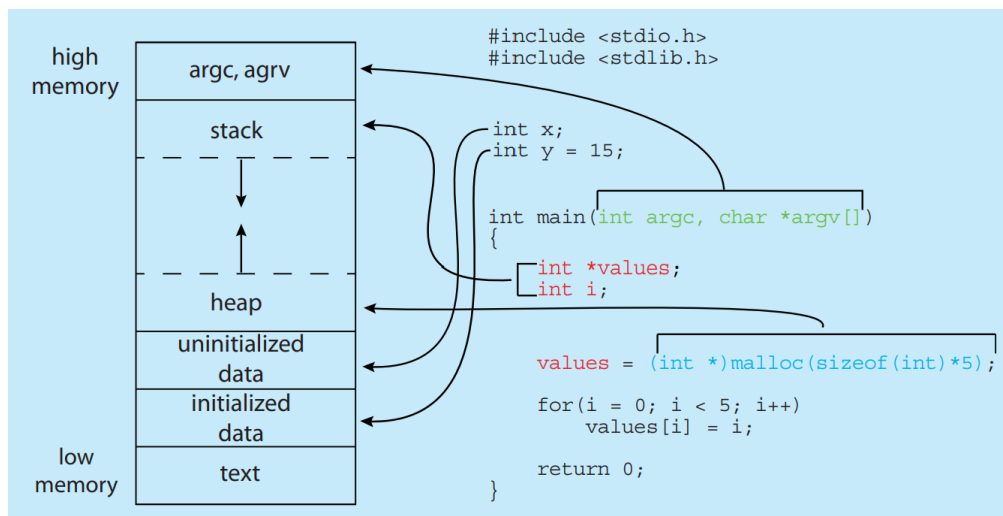 high
memory
argc, agrv
stack
heap
uninitialized
data
initialized
data
low
memory
text
#include <stdio.h>
#include <stdlib.h>
int x;
int y = 15;
int main(int argc, char *argv[])
{
int *values;
int i;
values = (int *)malloc(sizeof(int)*5);
for(i = 0; i < 5; i++)
values[i] = i;
return 0;
}